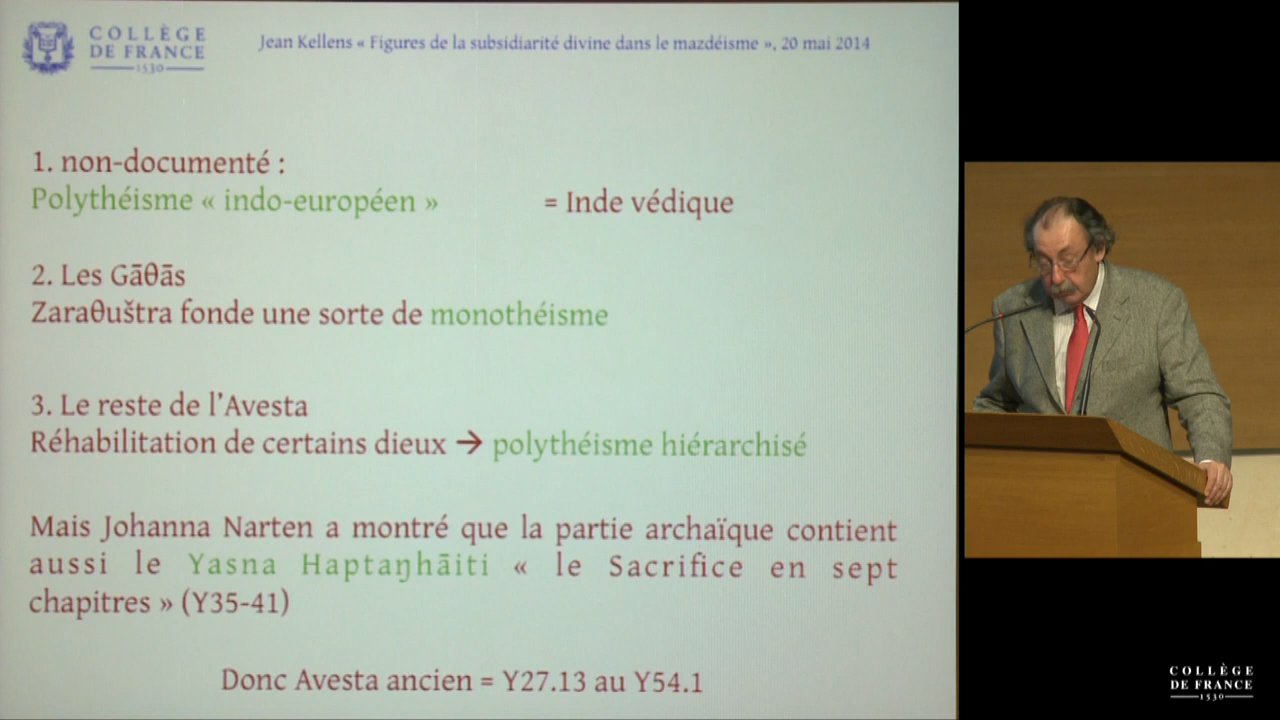 COLLÈGE
DE FRANCE
1530
Jean Kellens « Figures de la subsidiarité divine dans le mazdéisme », 20 mai 2014
1. non-documenté :
Polythéisme « indo-européen » = Inde védique
2. Les Gāθās
Zaraθuštra fonde une sorte de monothéisme
3. Le reste de l’Avesta
Réhabilitation de certains dieux → polythéisme hiérarchisé
Mais Johanna Narten a montré que la partie archaïque contient
aussi le Yasna Haptaŋhāiti « le Sacrifice en sept
chapitres » (Y35-41)
Donc Avesta ancien = Y27.13 au Y54.1
COLLÈGE
DE FRANCE
1530